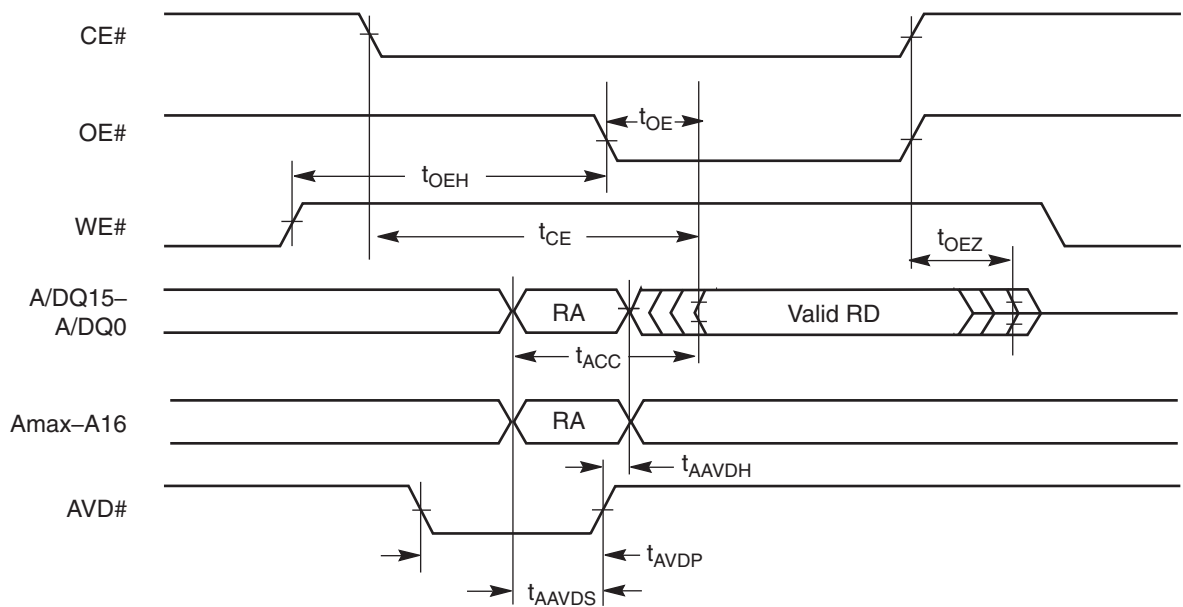 CE#
OE#
tOE
tOEH
WE#
tCE
tOEZ
A/DQ15–
A/DQ0
RA
Valid RD
tACC
Amax–A16
RA
tAAVDH
AVD#
tAVDP
tAAVDS